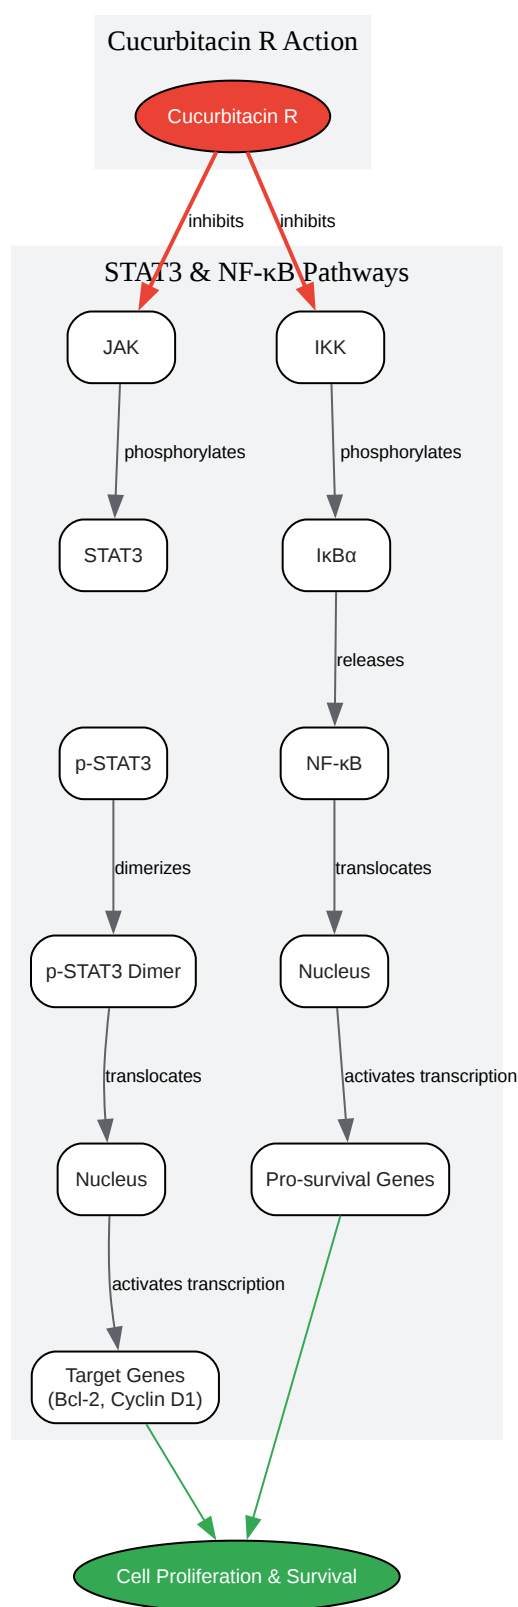 Cucurbitacin R Action
Cucurbitacin R
inhibits
inhibits
STAT3 & NF-κB Pathways
JAK
IKK
phosphorylates
phosphorylates
STAT3
IκBα
releases
p-STAT3
NF-κB
dimerizes
translocates
p-STAT3 Dimer
Nucleus
translocates
activates transcription
Nucleus
Pro-survival Genes
activates transcription
Target Genes
(Bcl-2, Cyclin D1)
Cell Proliferation & Survival